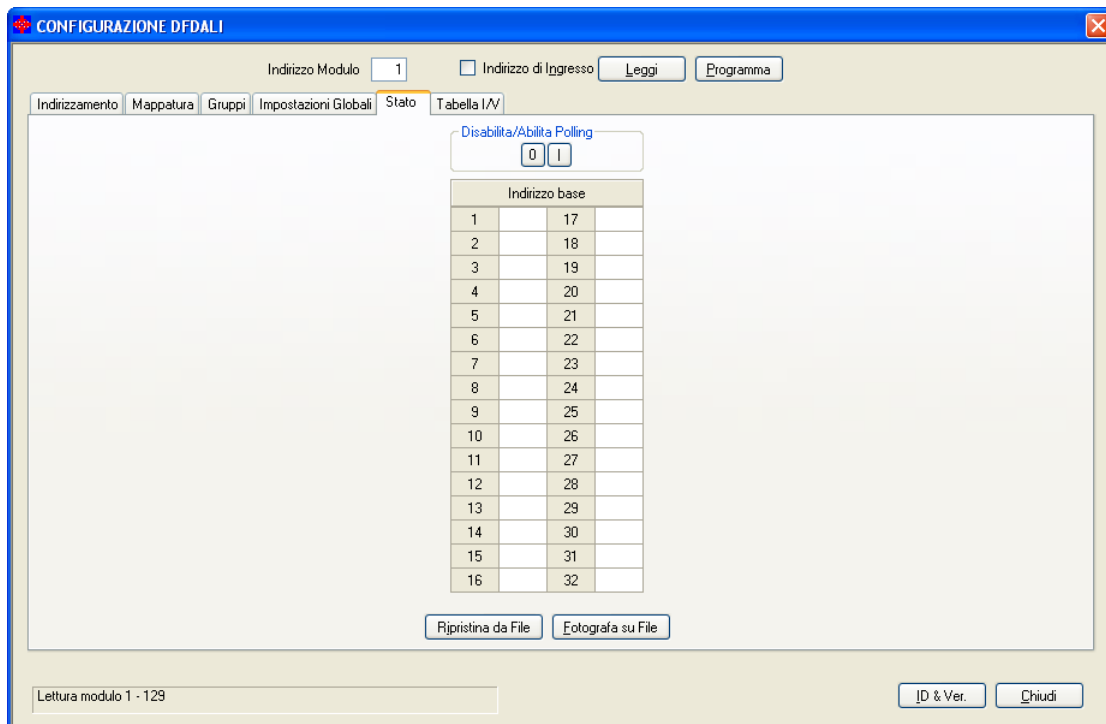 CONFIGURAZIONE DFDALI
Indirizzo Modulo 1 Indirizzo di Ingresso Leggi Programma
Indirizzamento Mappatura Gruppi Impostazioni Globali Stato Tabella I/V
Disabilita/Abilita Polling
0 I
Indirizzo base
1 17
2 18
3 19
4 20
5 21
6 22
7 23
8 24
9 25
10 26
11 27
12 28
13 29
14 30
15 31
16 32
Ripristina da File Fotografa su File
Lettura modulo 1 - 129 ID & Ver. Chiudi